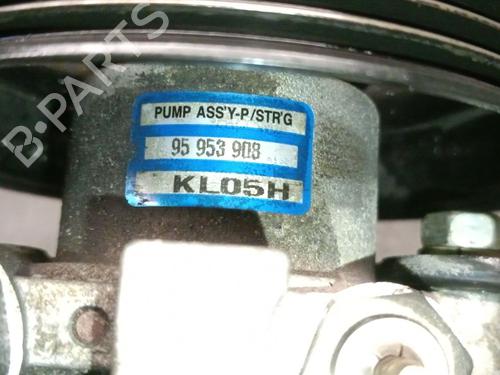 B-PARTS
PUMP ASS'Y-P/STR'G
95 953 908
KL05H